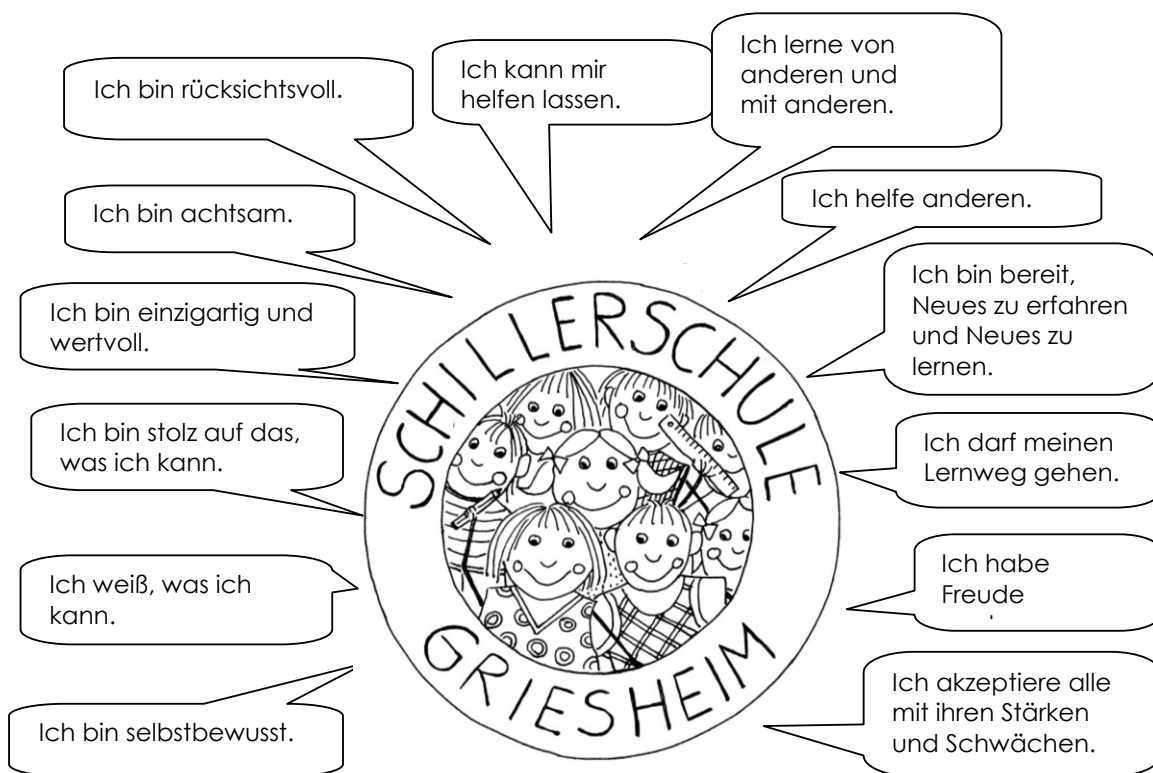 Ich bin rücksichtsvoll.
Ich kann mir
helfen lassen.
Ich lerne von
anderen und
mit anderen.
Ich bin achtsam.
Ich helfe anderen.
Ich bin einzigartig und
wertvoll.
Ich bin bereit,
Neues zu erfahren
und Neues zu
lernen.
Ich bin stolz auf das,
was ich kann.
Ich darf meinen
Lernweg gehen.
Ich weiß, was ich
kann.
Ich habe
Freude
Ich bin selbstbewusst.
Ich akzeptiere alle
mit ihren Stärken
und Schwächen.
SCHILLERSCHULE
GRIESHEIM